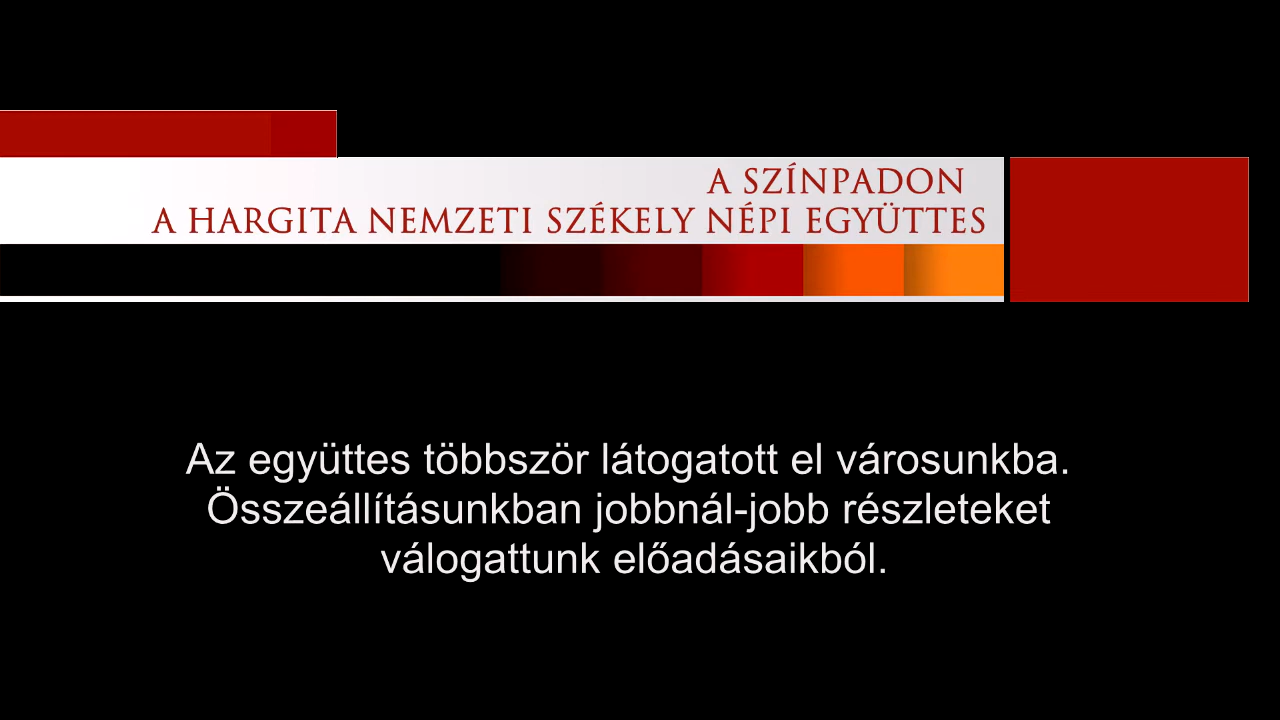 A SZÍNPADON
A HARGITA NEMZETI SZÉKELY NÉPI EGYÜTTES
Az együttes többször látogatott el városunkba.
Összeállításunkban jobbnál-jobb részleteket
válogattunk előadásaikból.